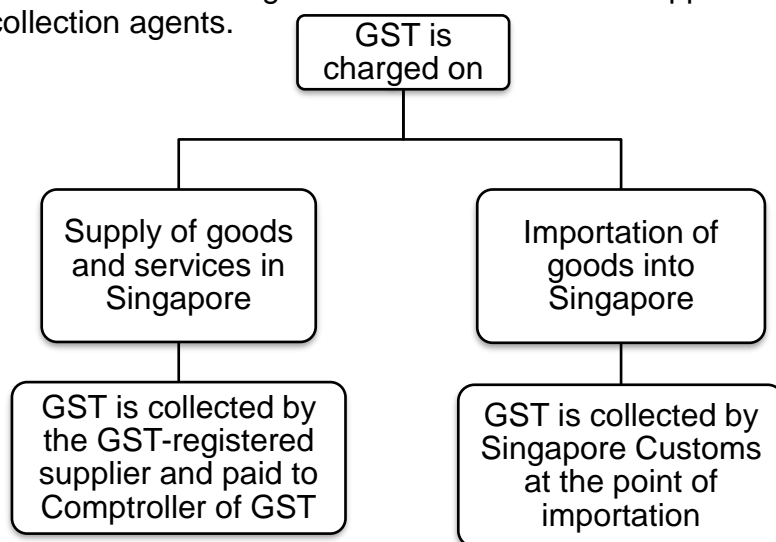 collection agents.
GST is
charged on
Supply of goods
and services in
Singapore
Importation of
goods into
Singapore
GST is collected by
the GST-registered
supplier and paid to
Comptroller of GST
GST is collected by
Singapore Customs
at the point of
importation